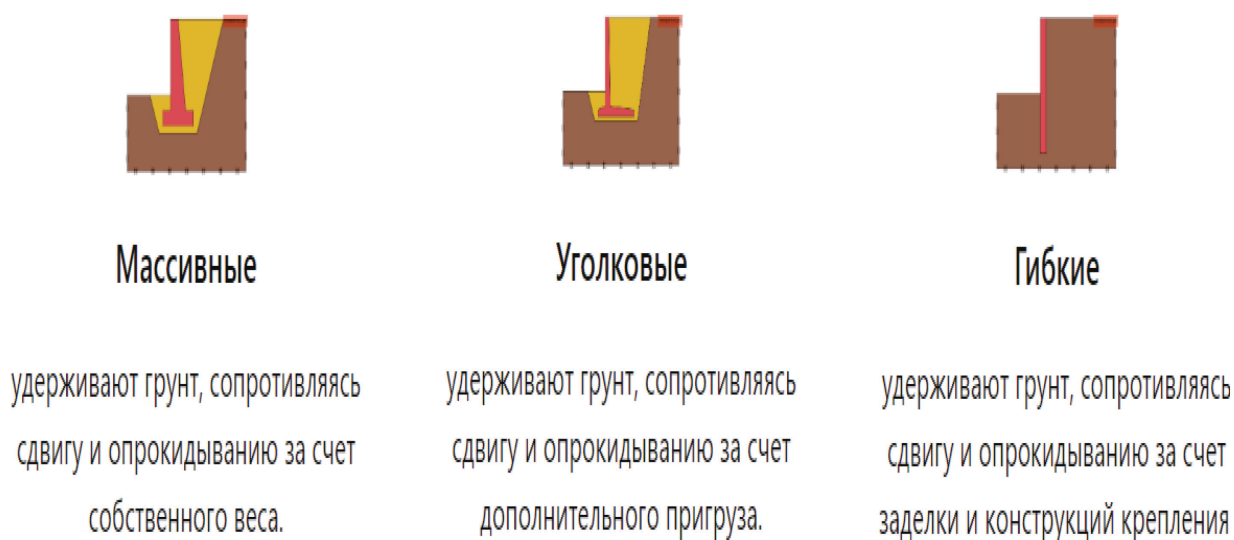 Массивные
удерживают грунт, сопротивляясь
сдвигу и опрокидыванию за счет
собственного веса.
Уголковые
удерживают грунт, сопротивляясь
сдвигу и опрокидыванию за счет
дополнительного пригруза.
Гибкие
удерживают грунт, сопротивляясь
сдвигу и опрокидыванию за счет
заделки и конструкций крепления